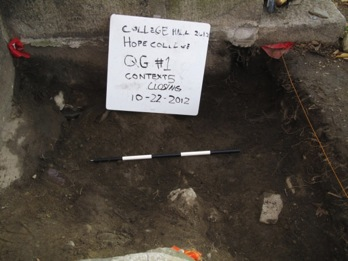 COLLEGE HILL 2012
HOPE COLLEGE
QG #1
CONTEXT 5
CLOSING
10-22-2012